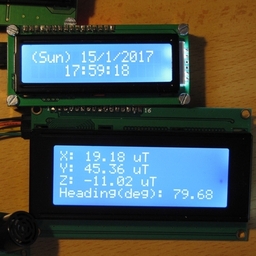 (Sun) 15/1/2017
17:59:18
16
X: 19.18 uT
Y: 45.36 uT
Z: -11.02 uT
Heading(deg): 79.68